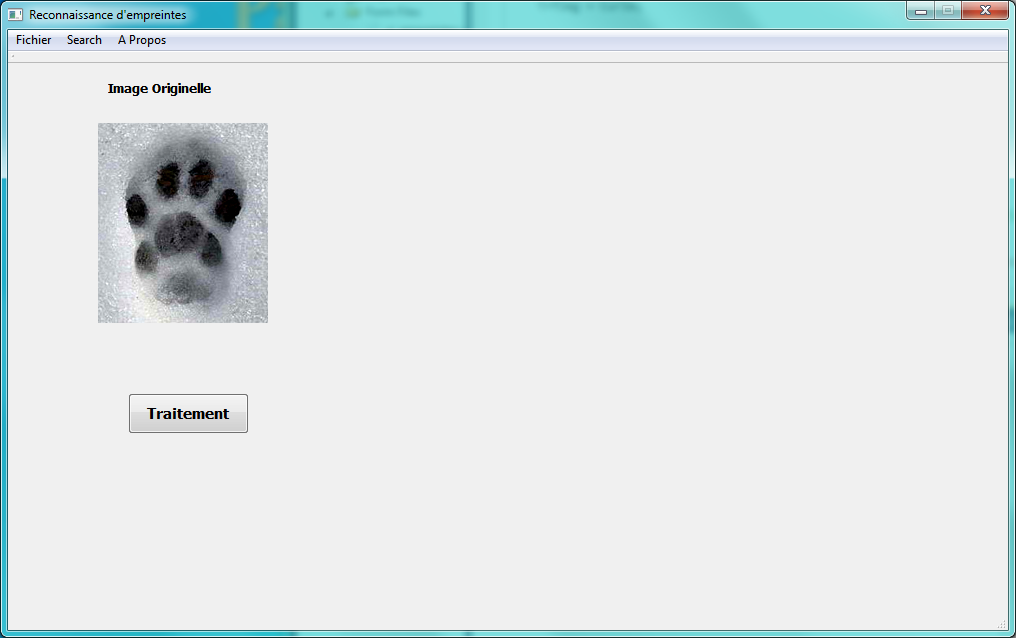 Reconnaissance d'empreintes
Fichier Search A Propos
Image Originelle
Traitement